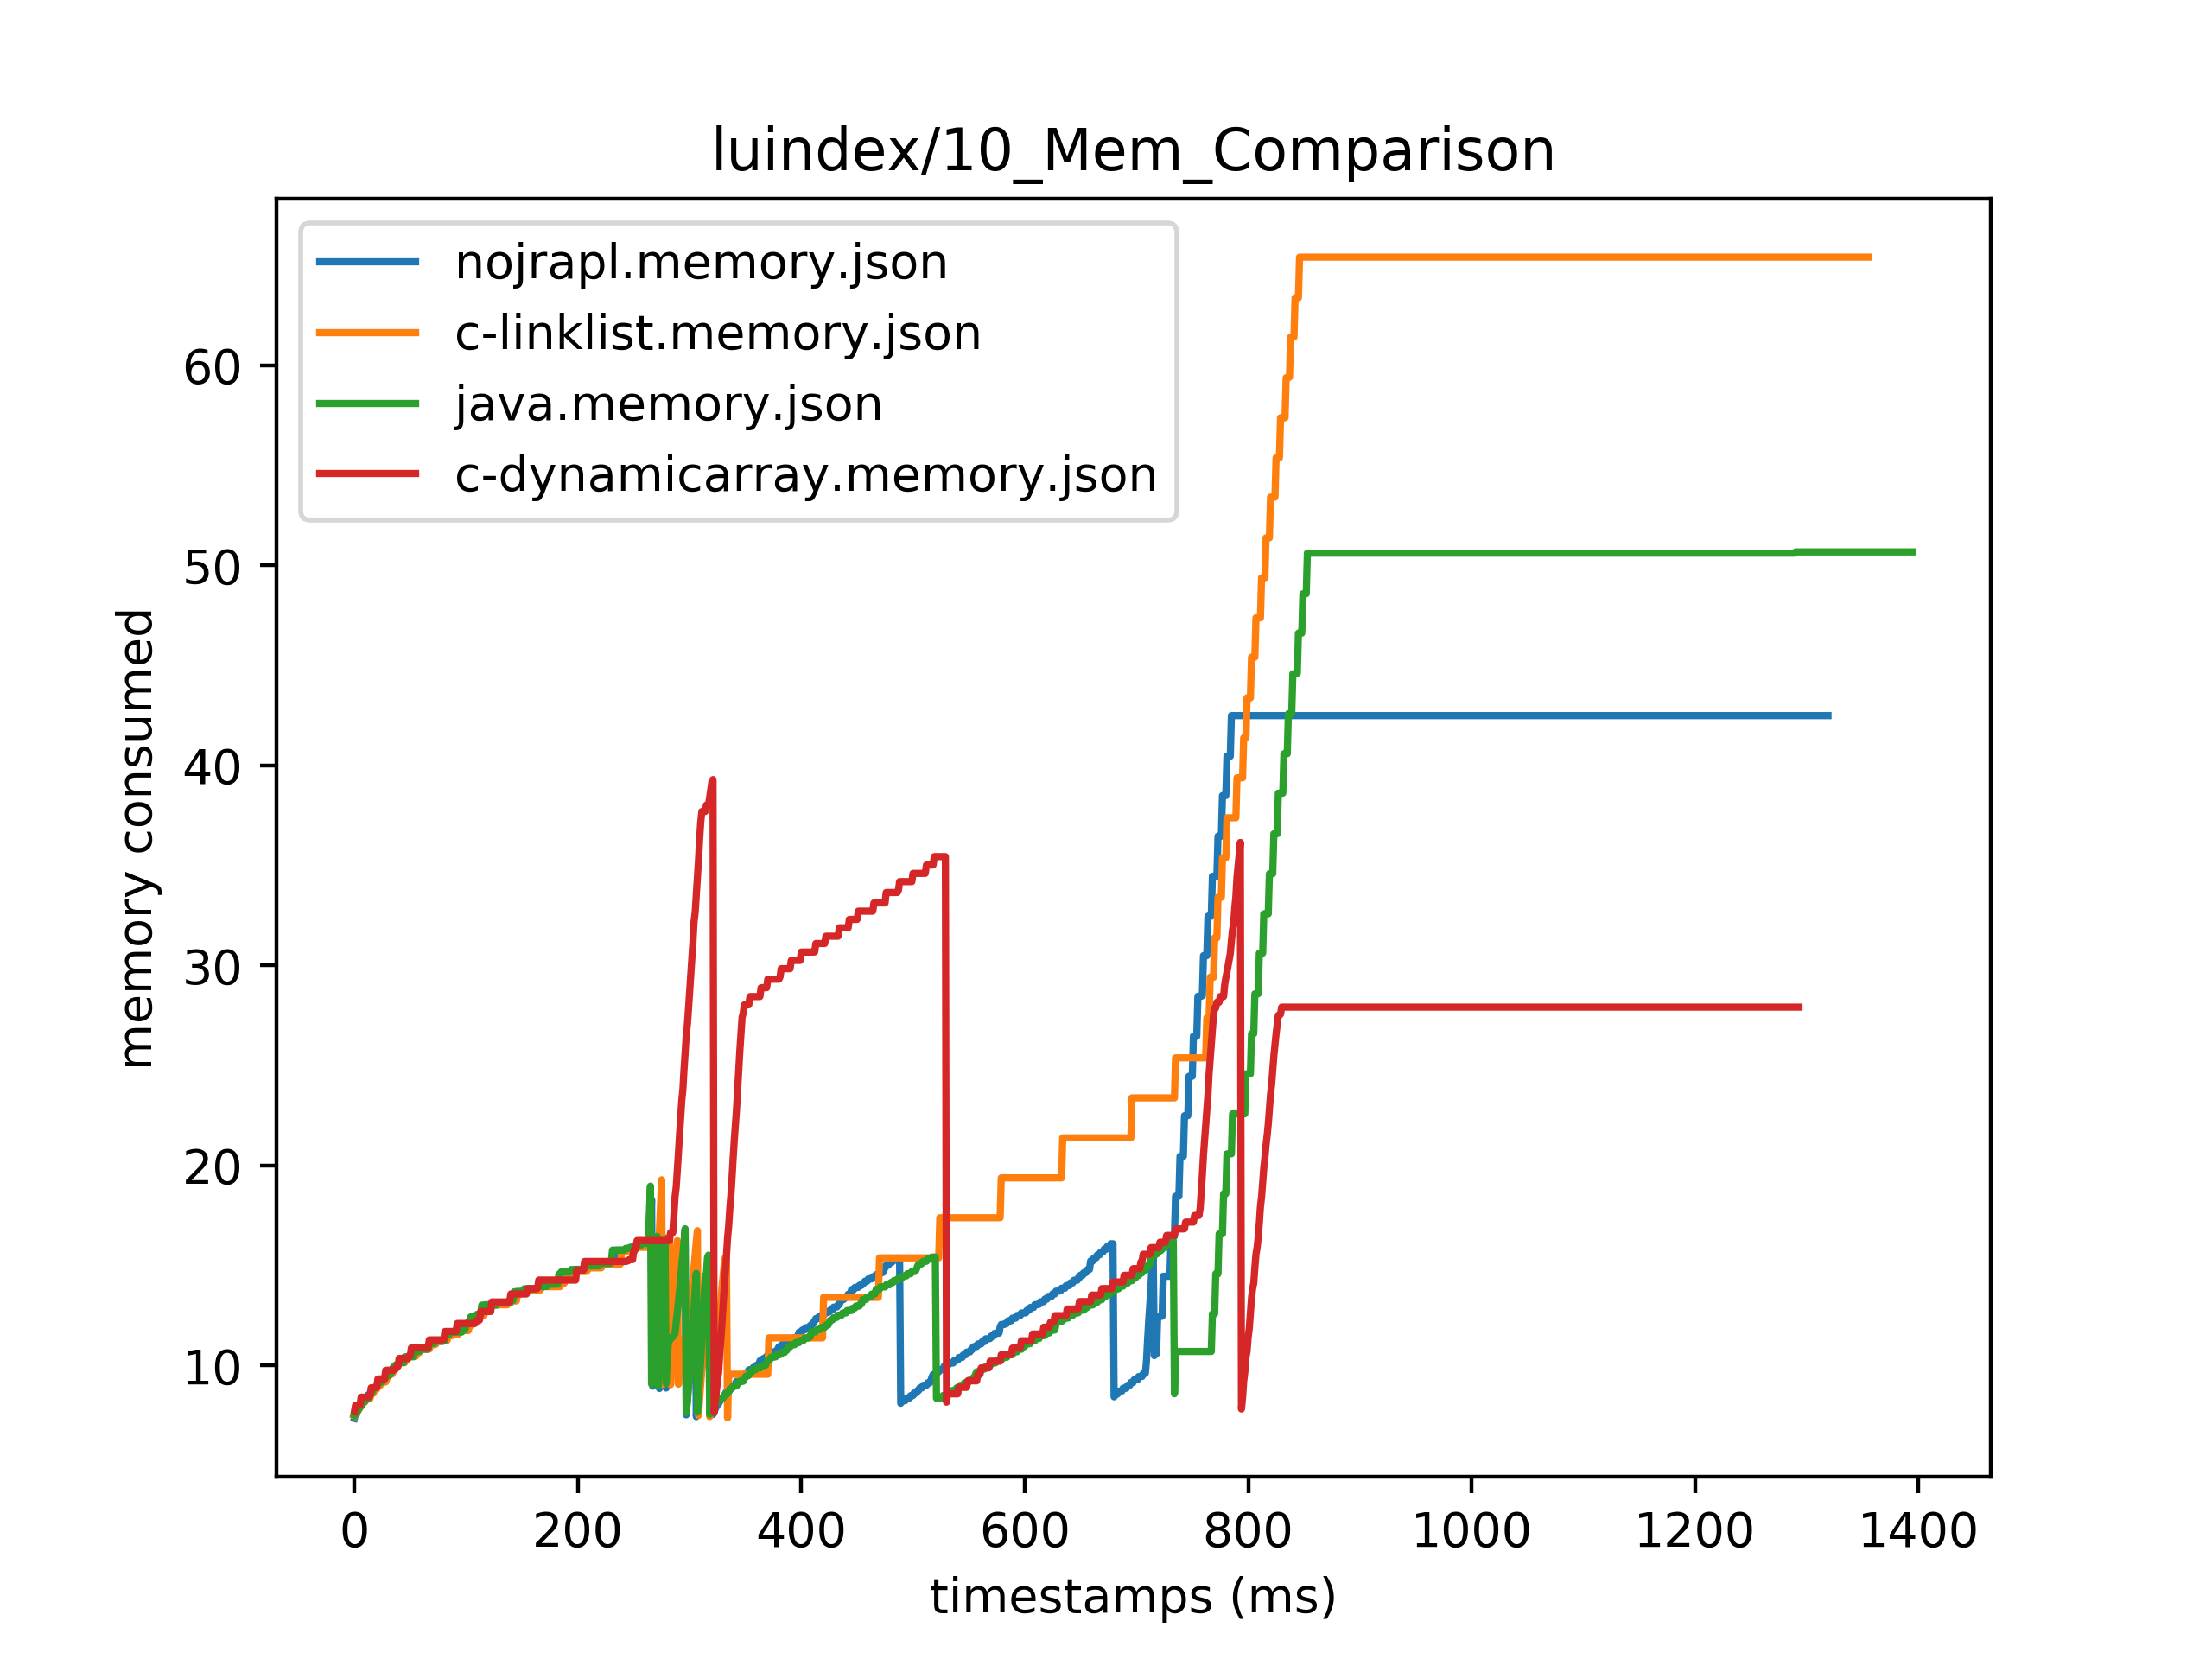 luindex/10_Mem_Comparison
nojrapl.memory.json
c-linklist.memory.json
java.memory.json
c-dynamicarray.memory.json
memory consumed
60
50
40
30
20
10
0 200 400 600 800 1000 1200 1400
timestamps (ms)